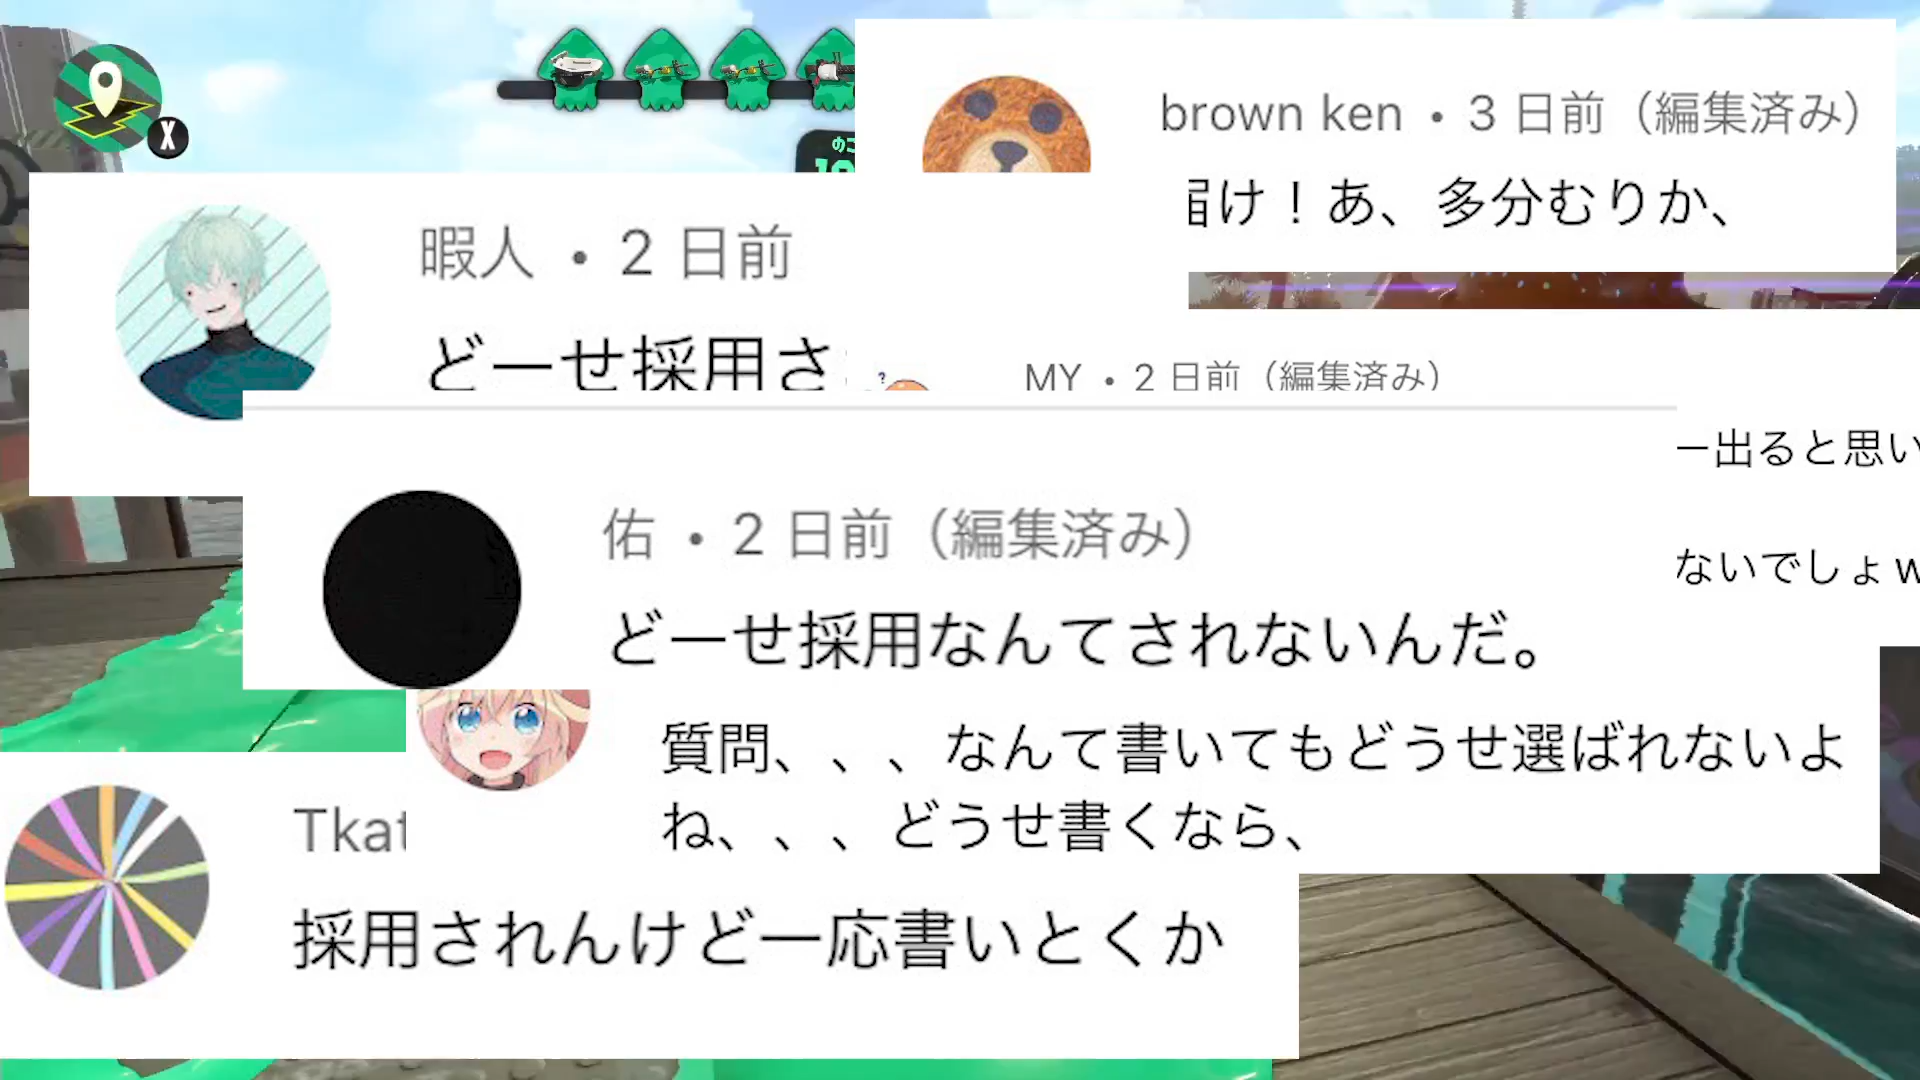 X
brown ken • 3 日前（編集済み）
け！あ、多分むりか、
暇人 • 2 日前
どーせ採用さ
MY • 2 日前（編集済み）
ー出ると思い
佑 • 2 日前（編集済み）
ないでしょw
どーせ採用なんてされないんだ。
質問、、、なんて書いてもどうせ選ばれないよ
ね、、、どうせ書くなら、
Tkat
採用されんけど一応書いとくか